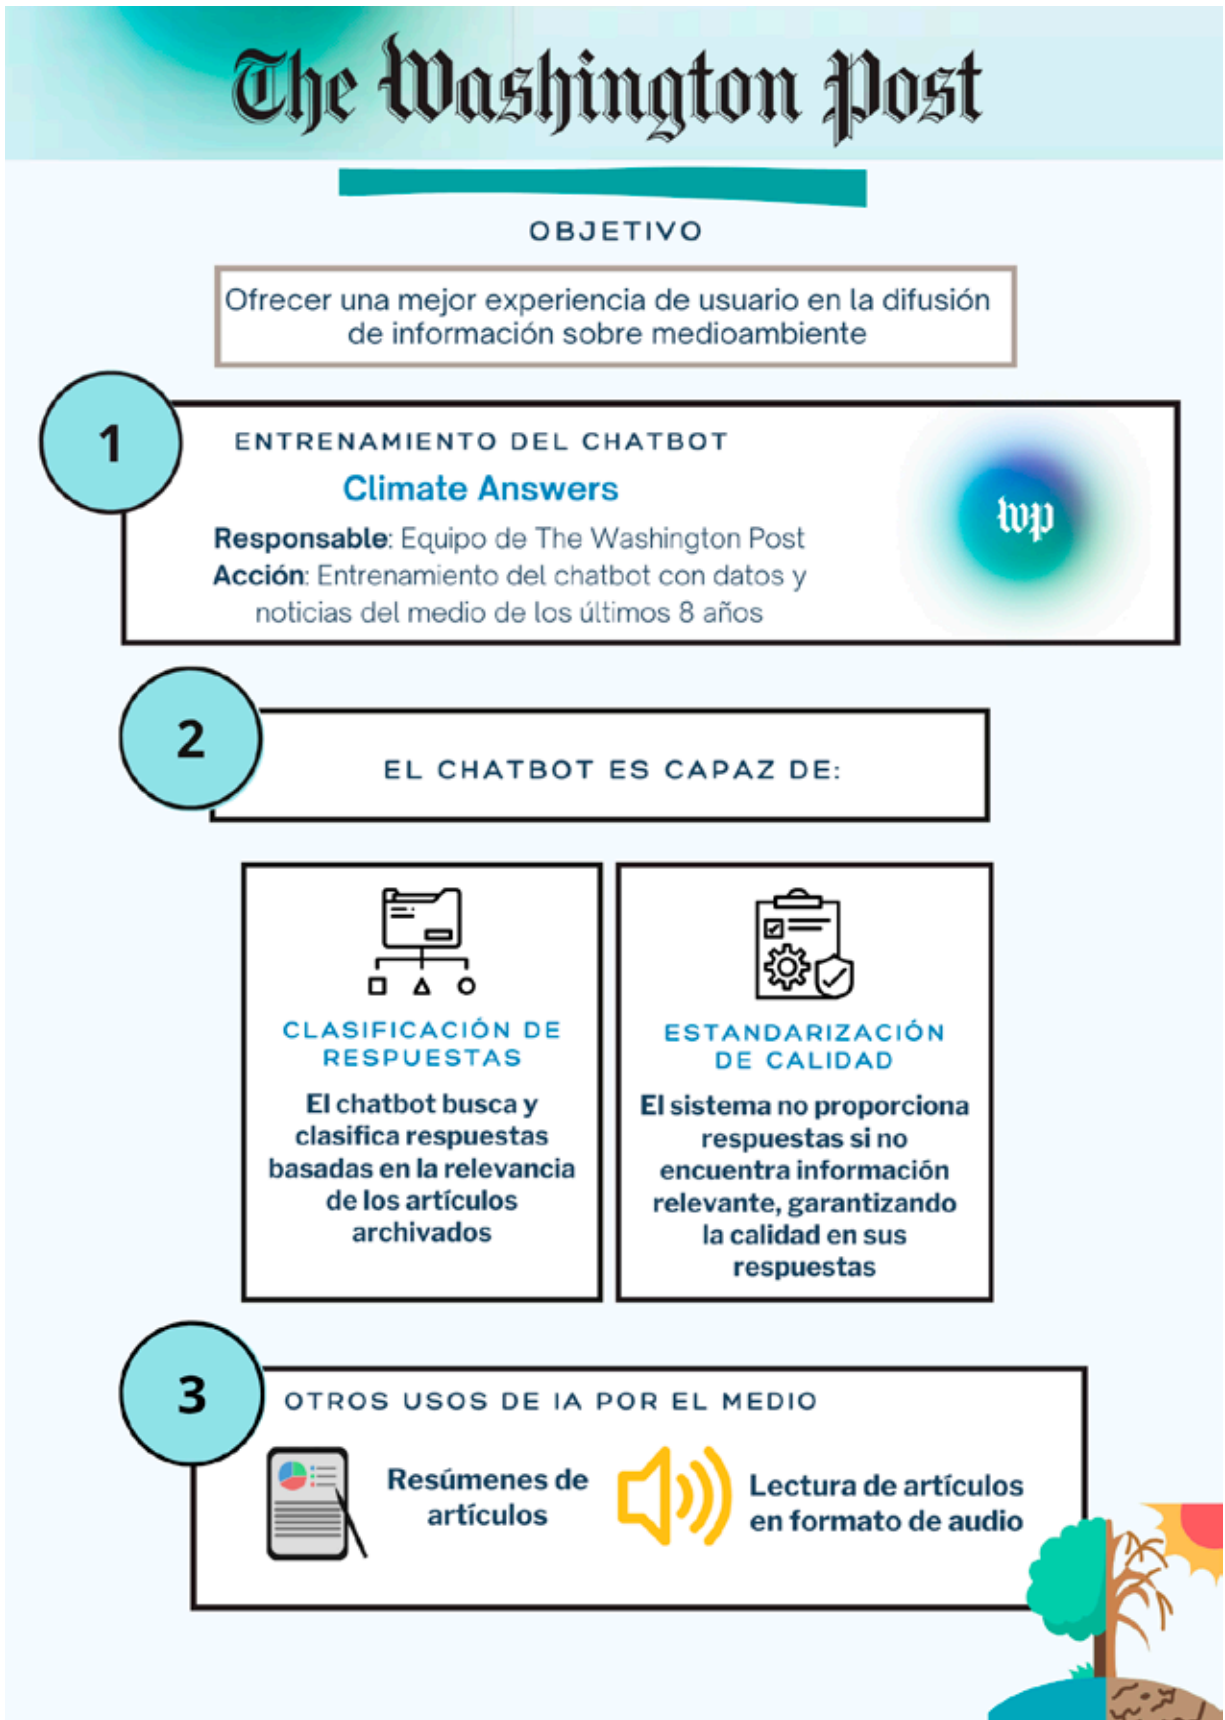 The Washington Post
OBJETIVO
Ofrecer una mejor experiencia de usuario en la difusión
de información sobre medioambiente
1
ENTRENAMIENTO DEL CHATBOT
Climate Answers
Responsable: Equipo de The Washington Post
Acción: Entrenamiento del chatbot con datos y
noticias del medio de los últimos 8 años
wp
2
EL CHATBOT ES CAPAZ DE:
CLASIFICACIÓN DE
RESPUESTAS
El chatbot busca y
clasifica respuestas
basadas en la relevancia
de los artículos
archivados
ESTANDARIZACIÓN
DE CALIDAD
El sistema no proporciona
respuestas si no
encuentra información
relevante, garantizando
la calidad en sus
respuestas
3
OTROS USOS DE IA POR EL MEDIO
Resúmenes de
artículos
Lectura de artículos
en formato de audio